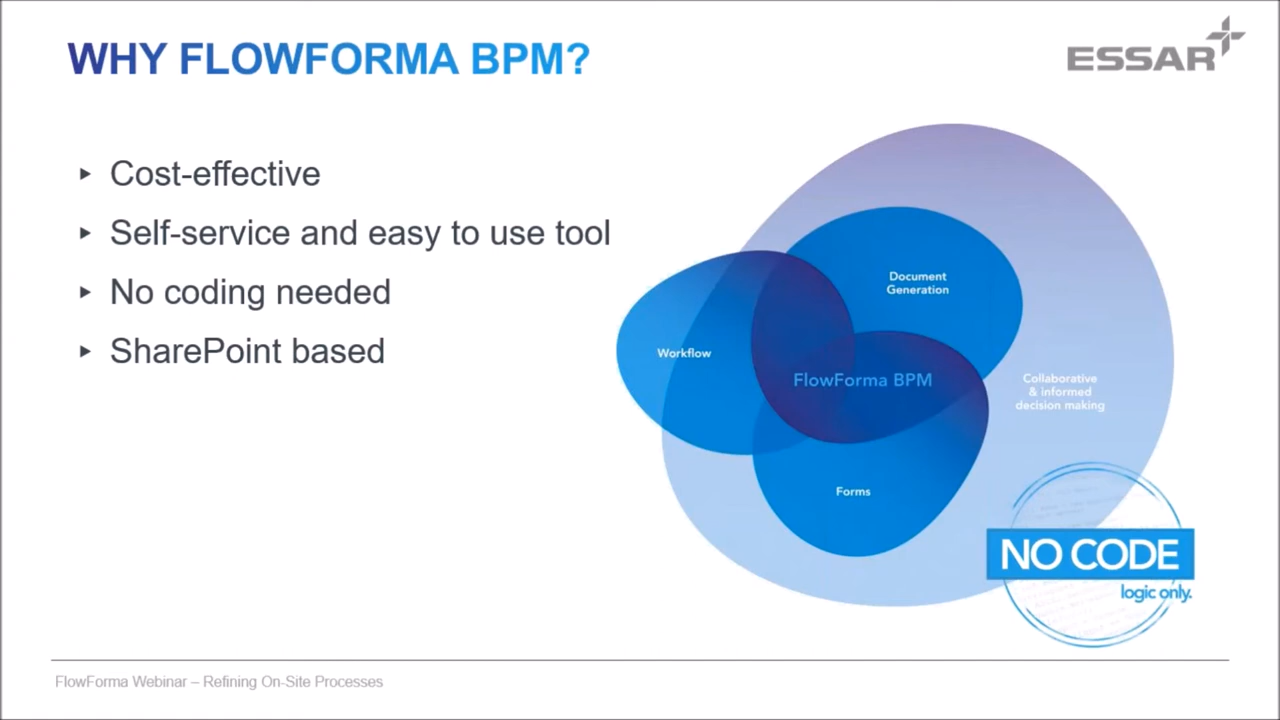 WHY FLOWFORMA BPM?
ESSAR
Cost-effective
Self-service and easy to use tool
No coding needed
SharePoint based
Document
Generation
Workflow
FlowForma BPM
Collaborative
& informed
decision making
Forms
NO CODE
logic only.
FlowForma Webinar – Refining On-Site Processes